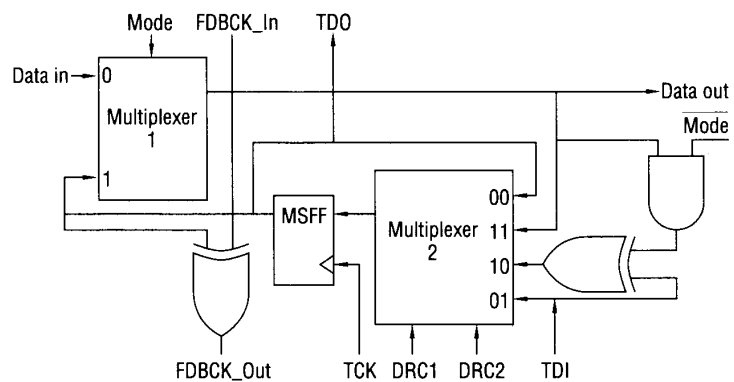 Mode FDBCK_In TDO
Data in 0
Data out
Multiplexer
1
Mode
1
00
MSFF
Multiplexer
2
11
10
01
FDBCK_Out TCK DRC1 DRC2 TDI